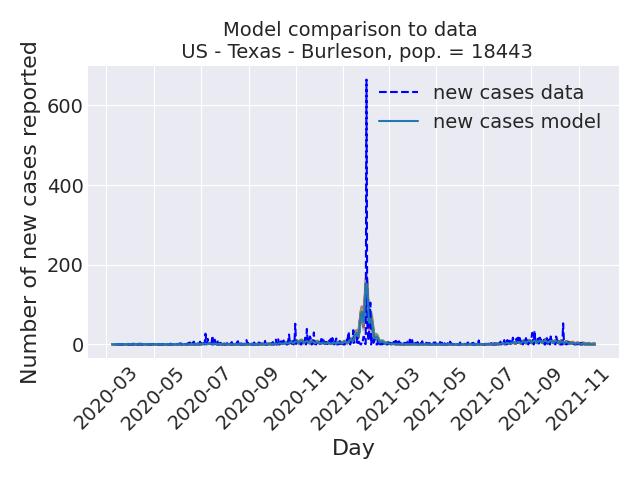 Model comparison to data
US - Texas - Burleson, pop. = 18443
Number of new cases reported
600
400
200
0
new cases data
new cases model
2020-03
2020-05
2020-07
2020-09
2020-11
2021-01
2021-03
2021-05
2021-07
2021-09
2021-11
Day